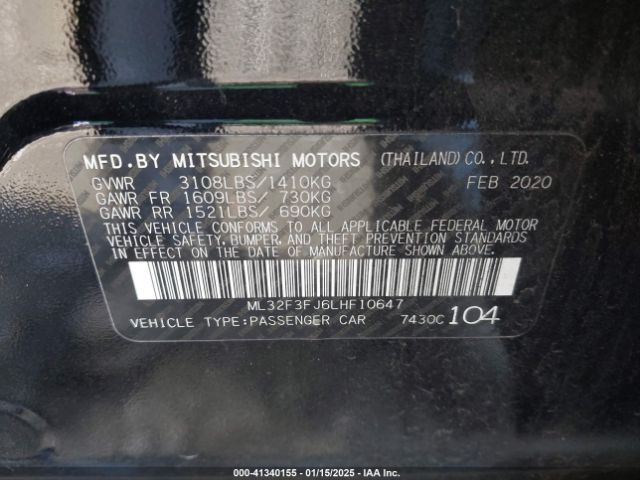 MFD.BY MITSUBISHI MOTORS (THAILAND)CO.,LTD.
GVWR 3108LBS/1410KG FEB 2020
GAWR FR 1609LBS/ 730KG
GAWR RR 1521LBS/ 690KG
THIS VEHICLE CONFORMS TO ALL APPLICABLE FEDERAL MOTOR
VEHICLE SAFETY, BUMPER, AND THEFT PREVENTION STANDARDS
IN EFFECT ON THE DATE OF MANUFACTURE SHOWN ABOVE.
ML32F3FJ6LHF10647
VEHICLE TYPE:PASSENGER CAR 7430C 104
000-41340155 - 01/15/2025 - IAA Inc.